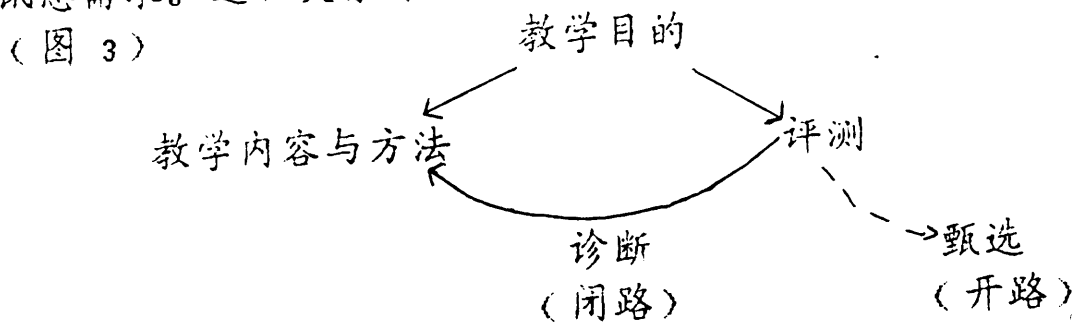 （图 3）
教学目的
教学内容与方法
评测
诊断
（闭路）
甄选
（开路）